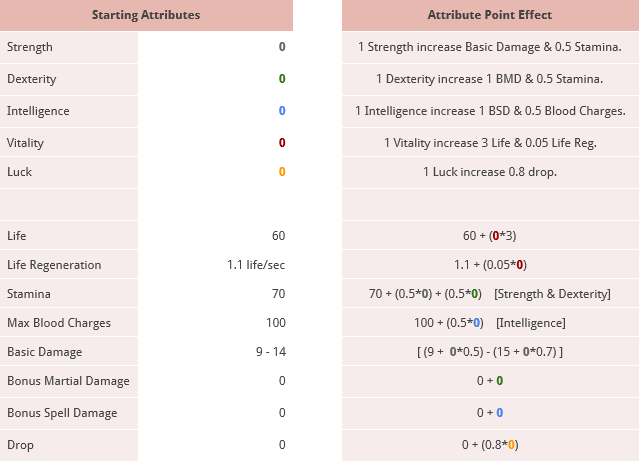 Starting Attributes Attribute Point Effect
Strength 0 1 Strength increase Basic Damage & 0.5 Stamina.
Dexterity 0 1 Dexterity increase 1 BMD & 0.5 Stamina.
Intelligence 0 1 Intelligence increase 1 BSD & 0.5 Blood Charges.
Vitality 0 1 Vitality increase 3 Life & 0.05 Life Reg.
Luck 0 1 Luck increase 0.8 drop.
Life 60 60 + (0*3)
Life Regeneration 1.1 life/sec 1.1 + (0.05*0)
Stamina 70 70 + (0.5*0) + (0.5*0) [Strength & Dexterity]
Max Blood Charges 100 100 + (0.5*0) [Intelligence]
Basic Damage 9 - 14 [ (9 + 0*0.5) - (15 + 0*0.7) ]
Bonus Martial Damage 0 0 + 0
Bonus Spell Damage 0 0 + 0
Drop 0 0 + (0.8*0)